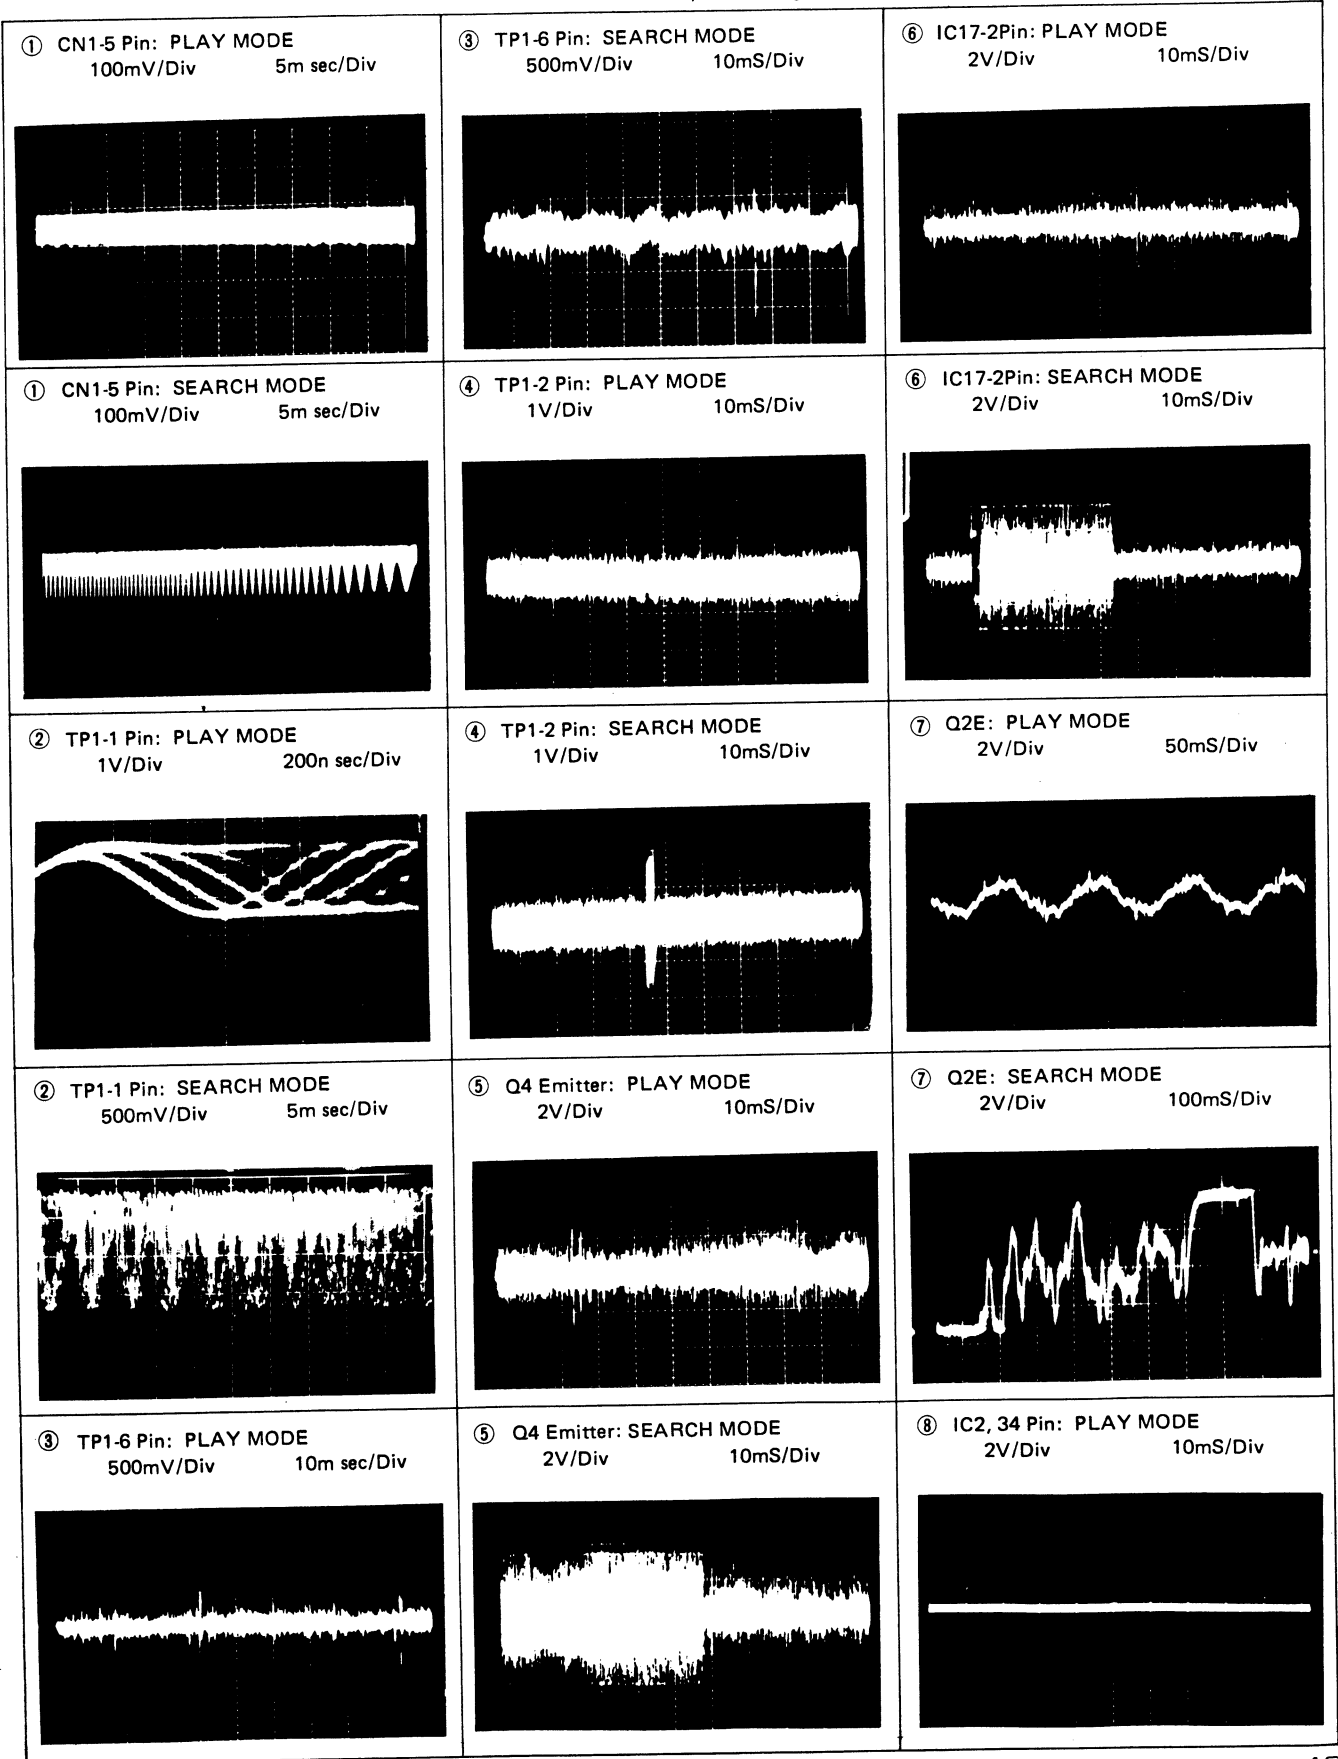 ① CN1-5 Pin: PLAY MODE
100mV/Div 5m sec/Div
① CN1-5 Pin: SEARCH MODE
100mV/Div 5m sec/Div
② TP1-1 Pin: PLAY MODE
1V/Div 200n sec/Div
② TP1-1 Pin: SEARCH MODE
500mV/Div 5m sec/Div
③ TP1-6 Pin: PLAY MODE
500mV/Div 10m sec/Div
③ TP1-6 Pin: SEARCH MODE
500mV/Div 10mS/Div
④ TP1-2 Pin: PLAY MODE
1V/Div 10mS/Div
④ TP1-2 Pin: SEARCH MODE
1V/Div 10mS/Div
⑤ Q4 Emitter: PLAY MODE
2V/Div 10mS/Div
⑤ Q4 Emitter: SEARCH MODE
2V/Div 10mS/Div
⑥ IC17-2Pin: PLAY MODE
2V/Div 10mS/Div
⑥ IC17-2Pin: SEARCH MODE
2V/Div 10mS/Div
⑦ Q2E: PLAY MODE
2V/Div 50mS/Div
⑦ Q2E: SEARCH MODE
2V/Div 100mS/Div
⑧ IC2, 34 Pin: PLAY MODE
2V/Div 10mS/Div